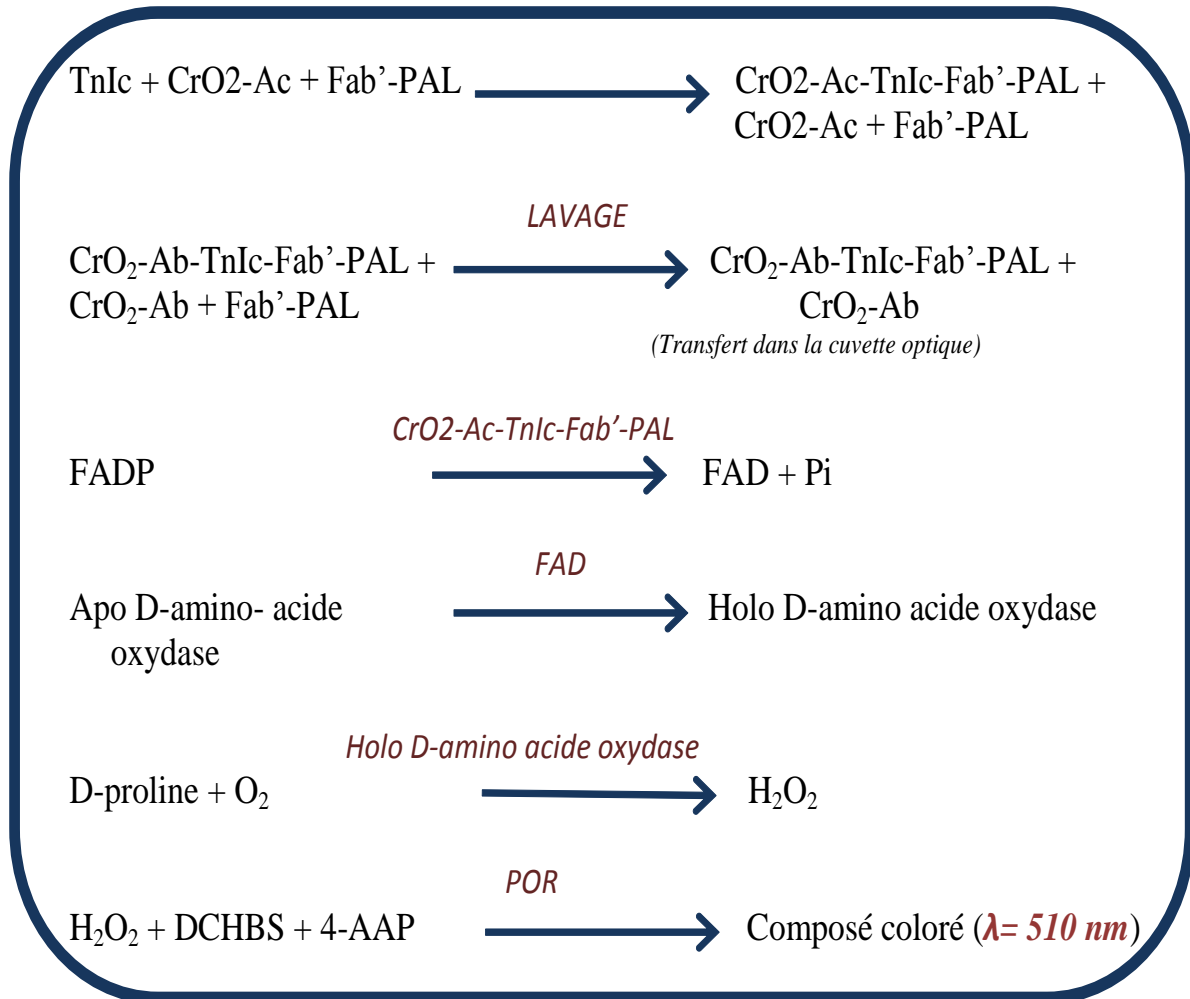 TnIc + CrO2-Ac + Fab’-PAL
CrO2-Ac-TnIc-Fab’-PAL +
CrO2-Ac + Fab’-PAL
LAVAGE
CrO₂-Ab-TnIc-Fab’-PAL +
CrO₂-Ab + Fab’-PAL
CrO₂-Ab-TnIc-Fab’-PAL +
CrO₂-Ab
(Transfert dans la cuvette optique)
CrO2-Ac-TnIc-Fab’-PAL
FADP
FAD + Pi
FAD
Apo D-amino- acide
oxydase
Holo D-amino acide oxydase
Holo D-amino acide oxydase
D-proline + O₂
H₂O₂
POR
H₂O₂ + DCHBS + 4-AAP
Composé coloré (λ= 510 nm)